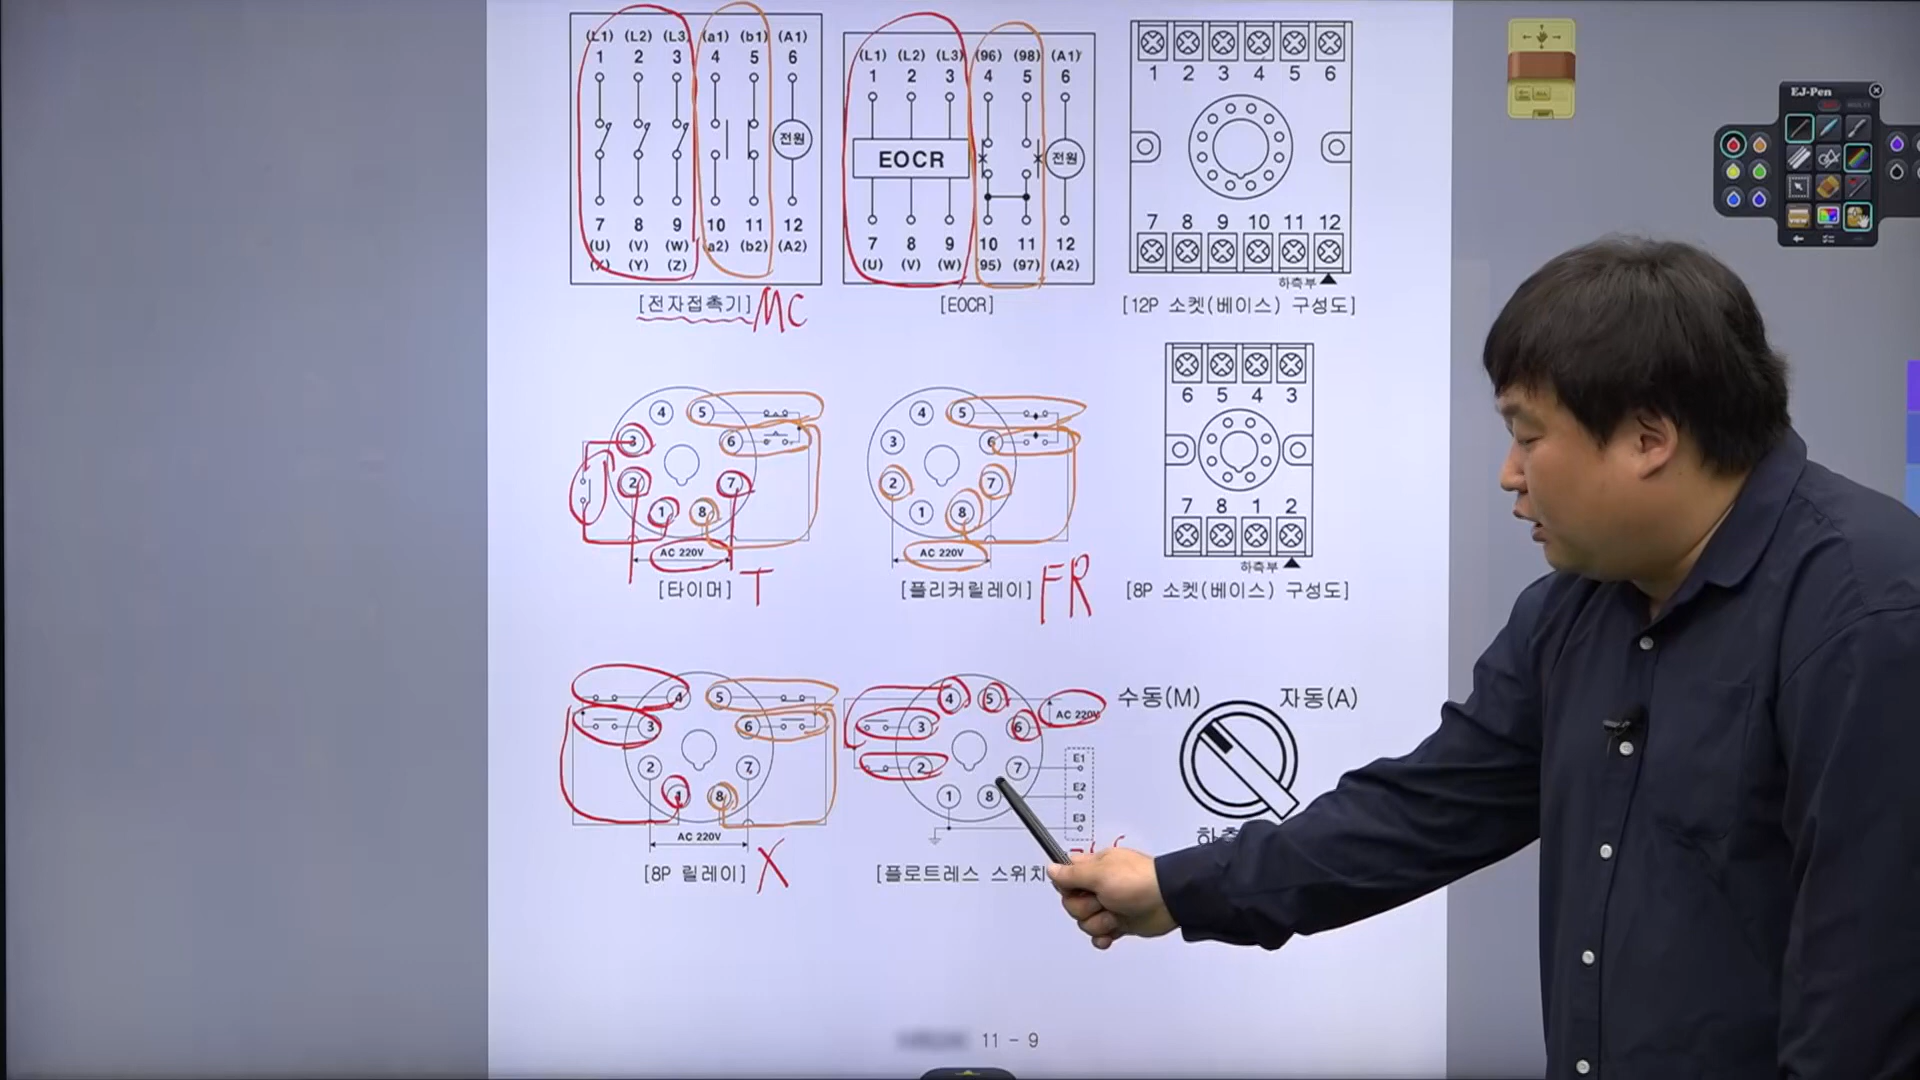 (L1) (L2) (L3) (a1) (b1) (A1)
1 2 3 4 5 6
전원
7 8 9 10 11 12
(U) (V) (W) (a2) (b2) (A2)
(X) (Y) (Z)
[전자접촉기] MC
(L1) (L2) (L3) (96) (98) (A1)
1 2 3 4 5 6
EOCR
전원
7 8 9 10 11 12
(U) (V) (W) (95) (97) (A2)
[EOCR]
1 2 3 4 5 6
7 8 9 10 11 12
하측부▲
[12P 소켓(베이스) 구성도]
4 5
3 6
2 7
1 8
AC 220V
[타이머] T
4 5
3 6
2 7
1 8
AC 220V
[플리커릴레이] FR
6 5 4 3
7 8 1 2
하측부▲
[8P 소켓(베이스) 구성도]
4 5
3 6
2 7
1 8
AC 220V
[8P 릴레이] X
4 5
3 6
AC 220V
2 7
1 8
E1
E2
E3
[플로트레스 스위치
수동(M) 자동(A)
11 - 9
EJ-Pen